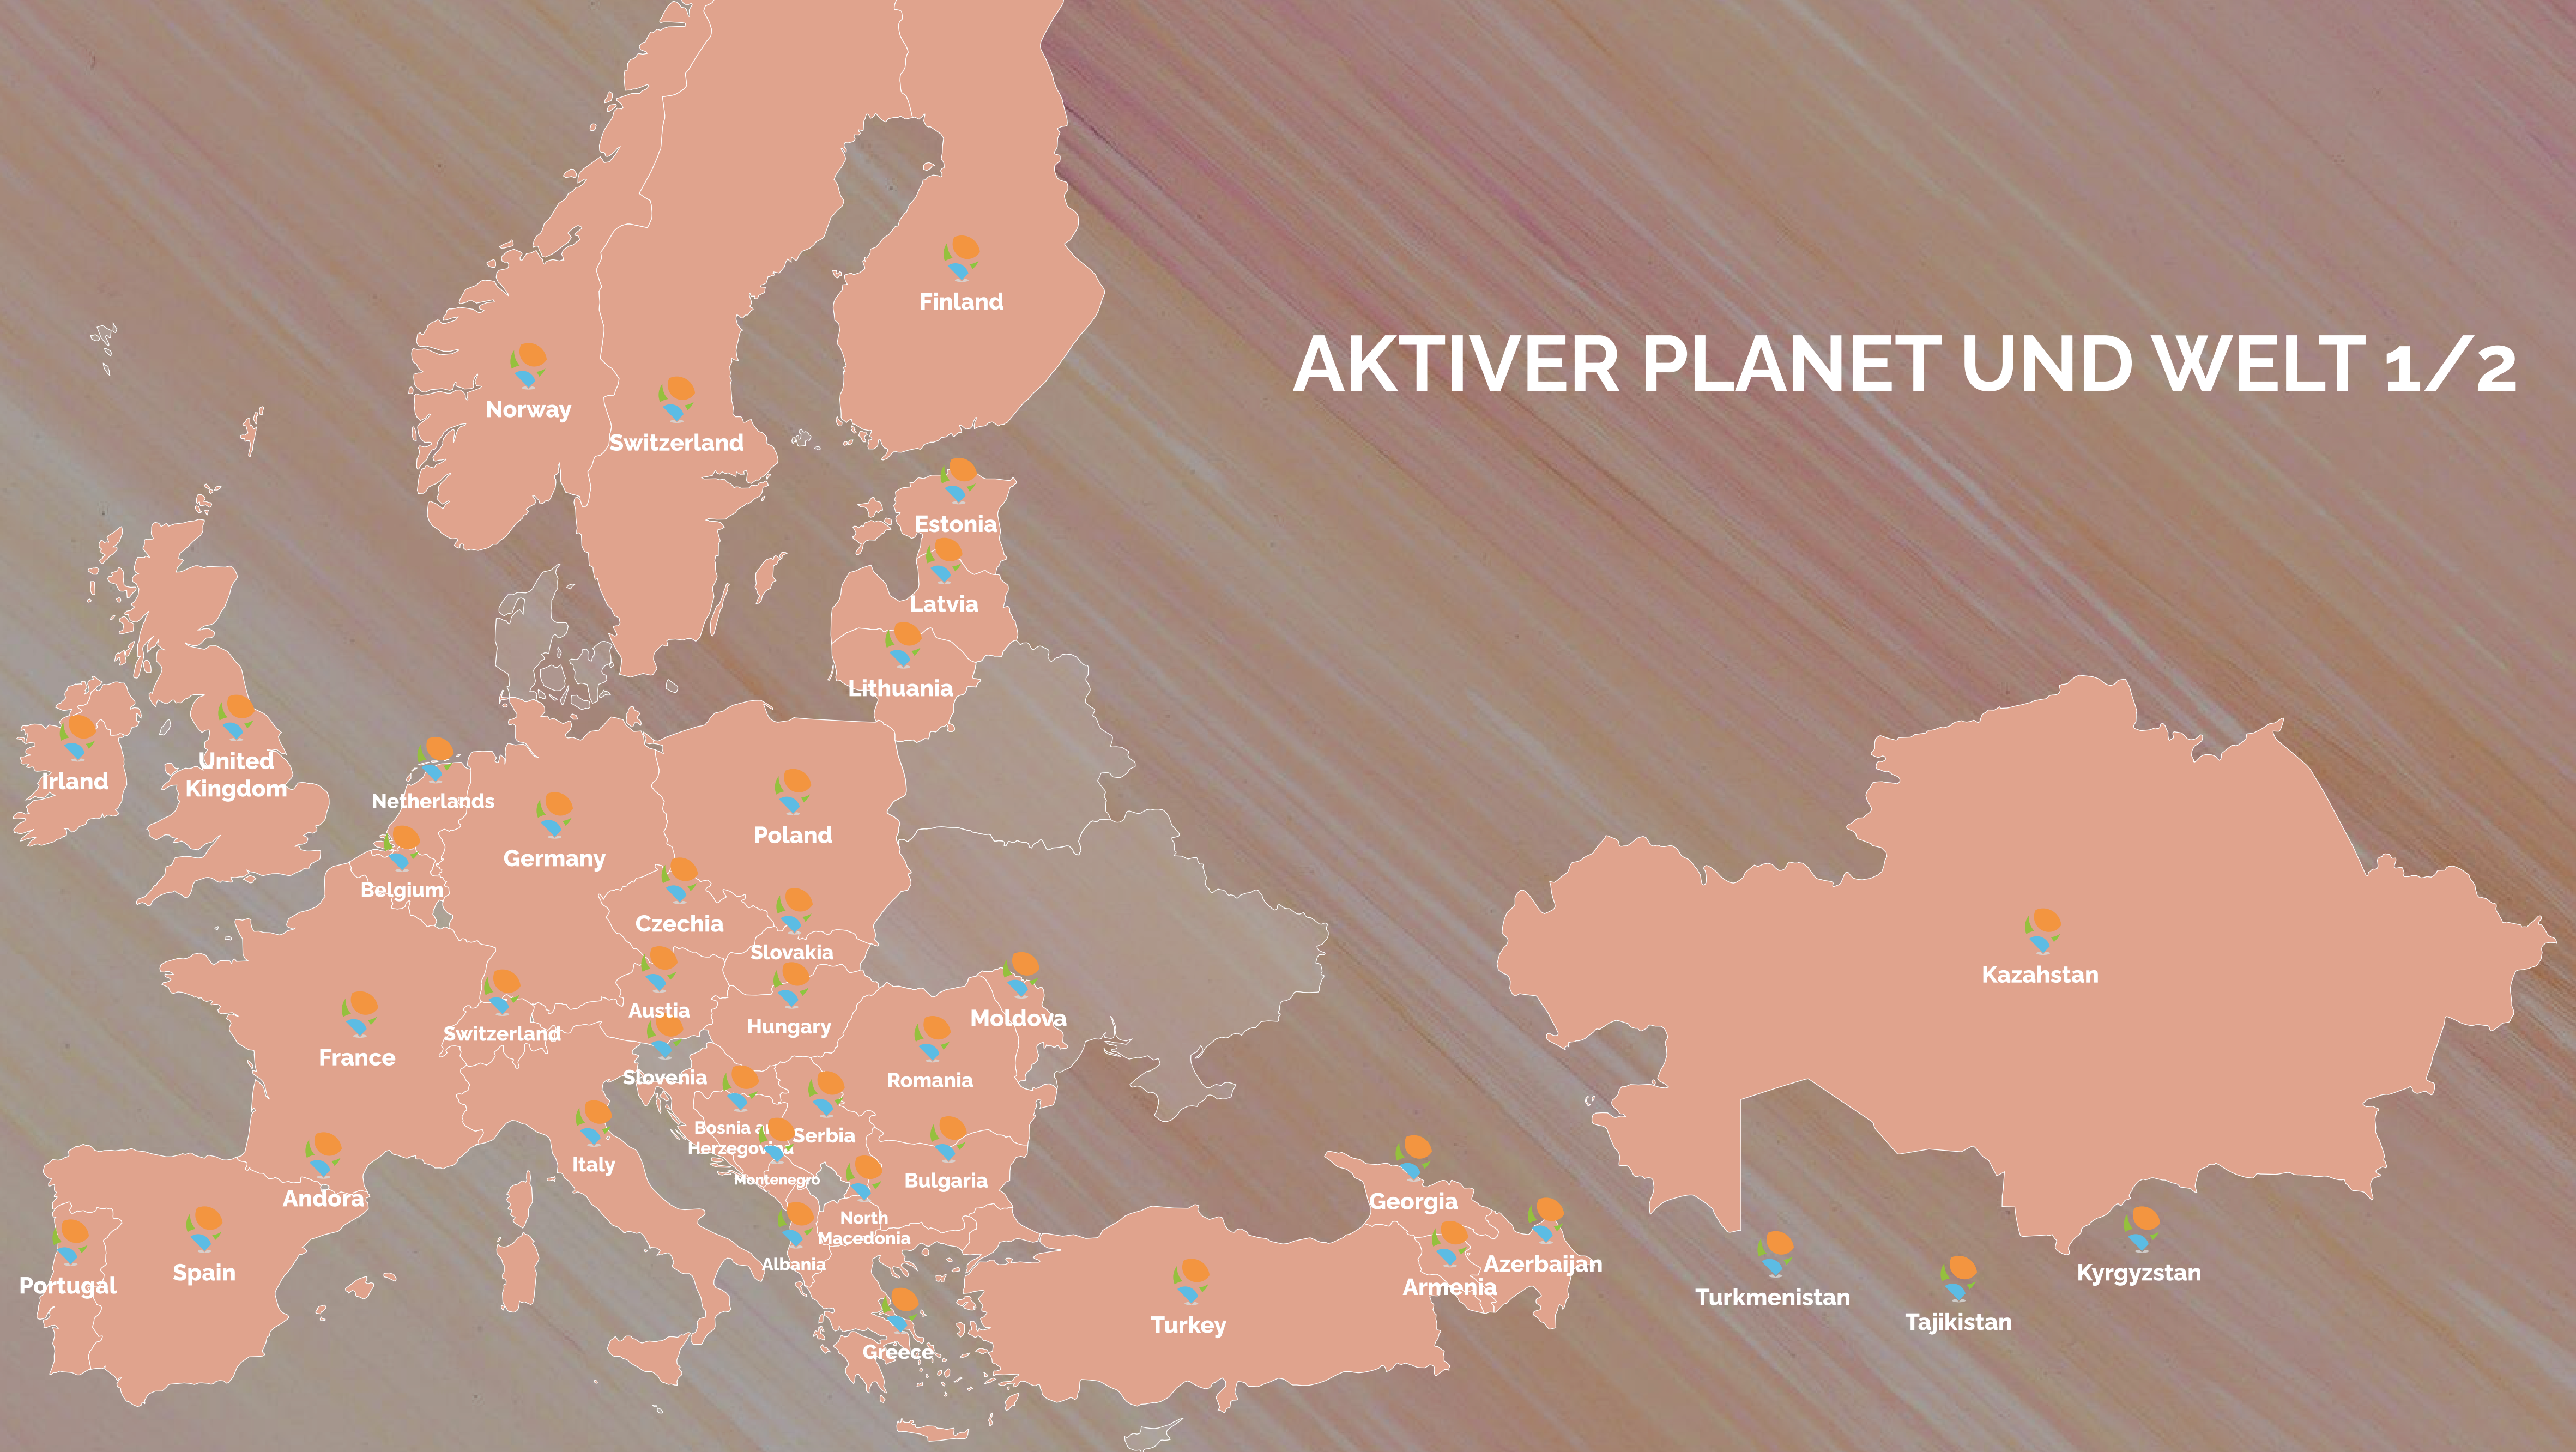 AKTIVER PLANET UND WELT 1/2
Finland
Norway
Switzerland
Estonia
Latvia
Lithuania
United
Kingdom
Irland
Netherlands
Poland
Germany
Belgium
Czechia
Slovakia
Kazahstan
Austia
Moldova
Hungary
Switzerland
France
Slovenia
Romania
Bosnia
Herzegovina
Serbia
Italy
Montenegro
Bulgaria
Andora
Georgia
North
Macedonia
Albania
Azerbaijan
Spain
Kyrgyzstan
Portugal
Armenia
Turkmenistan
Tajikistan
Turkey
Greece